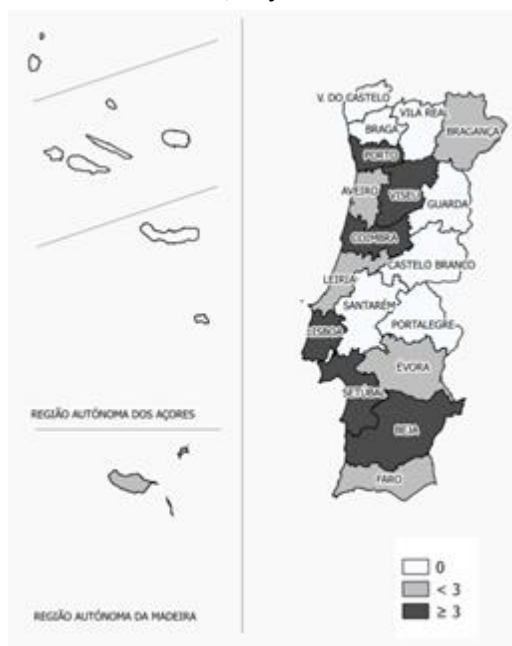 V. DO CASTELO
VILA REAL
BRAGANÇA
BRAGA
PORTO
AVEIRO
VISEU
GUARDA
COIMBRA
CASTELO BRANCO
LEIRIA
SANTARÉM
LISBOA
PORTALEGRE
ÉVORA
SETÚBAL
BEJA
FARO
REGIÃO AUTÓNOMA DOS AÇORES
REGIÃO AUTÓNOMA DA MADEIRA
0
< 3
≥ 3